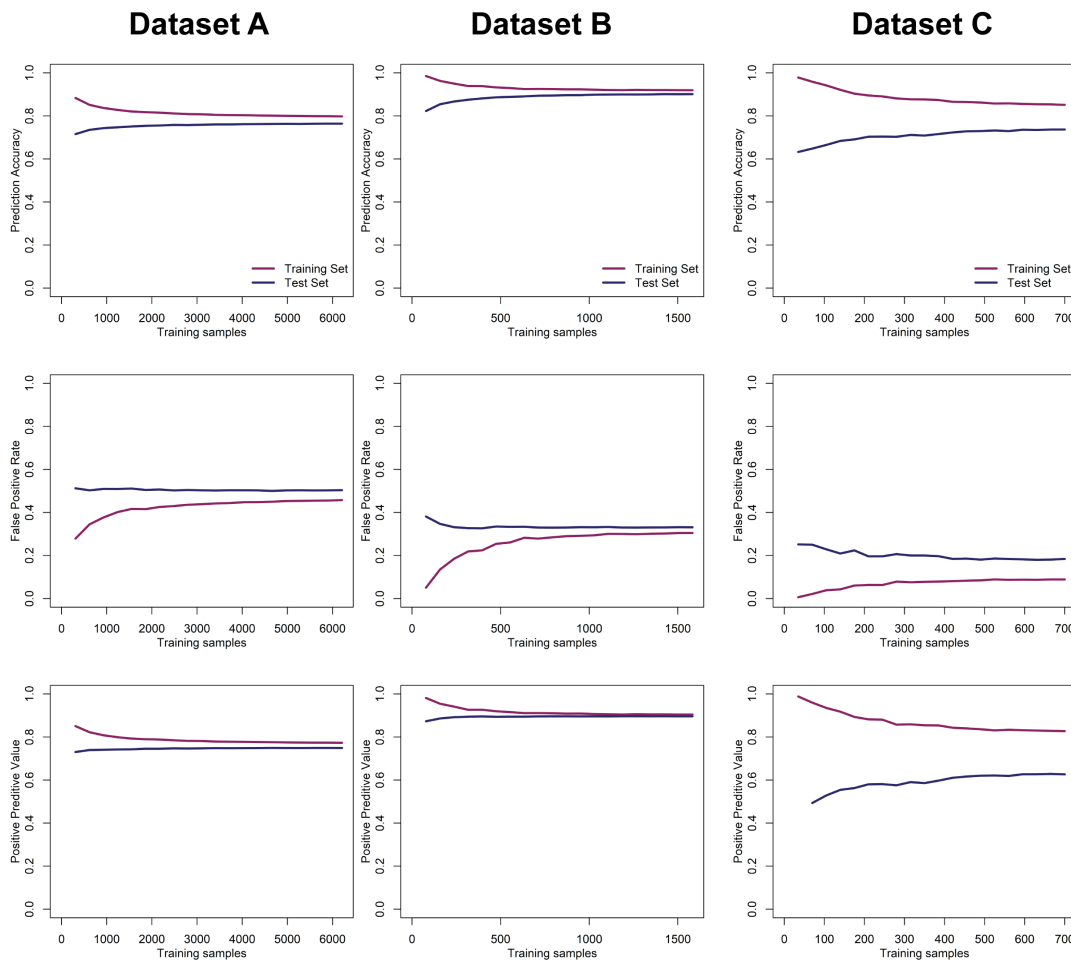 Dataset A
Dataset B
Dataset C
Prediction Accuracy
0.0 0.2 0.4 0.6 0.8 1.0
Training Set
Test Set
0 1000 2000 3000 4000 5000 6000
Training samples
Prediction Accuracy
0.0 0.2 0.4 0.6 0.8 1.0
Training Set
Test Set
0 500 1000 1500
Training samples
Prediction Accuracy
0.0 0.2 0.4 0.6 0.8 1.0
Training Set
Test Set
0 100 200 300 400 500 600 700
Training samples
False Positive Rate
0.0 0.2 0.4 0.6 0.8 1.0
0 1000 2000 3000 4000 5000 6000
Training samples
False Positive Rate
0.0 0.2 0.4 0.6 0.8 1.0
0 500 1000 1500
Training samples
False Positive Rate
0.0 0.2 0.4 0.6 0.8 1.0
0 100 200 300 400 500 600 700
Training samples
Positive Preditive Value
0.0 0.2 0.4 0.6 0.8 1.0
0 1000 2000 3000 4000 5000 6000
Training samples
Positive Preditive Value
0.0 0.2 0.4 0.6 0.8 1.0
0 500 1000 1500
Training samples
Positive Preditive Value
0.0 0.2 0.4 0.6 0.8 1.0
0 100 200 300 400 500 600 700
Training samples